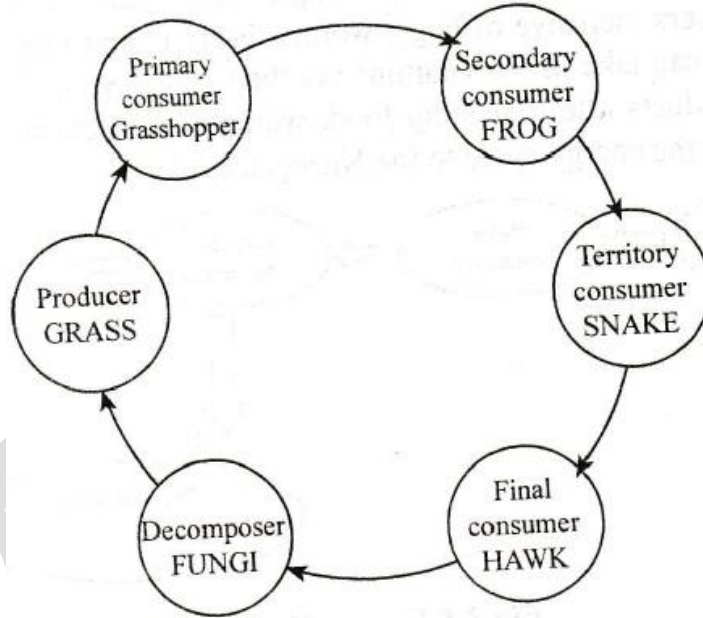 Primary
consumer
Grasshopper
Secondary
consumer
FROG
Territory
consumer
SNAKE
Final
consumer
HAWK
Decomposer
FUNGI
Producer
GRASS